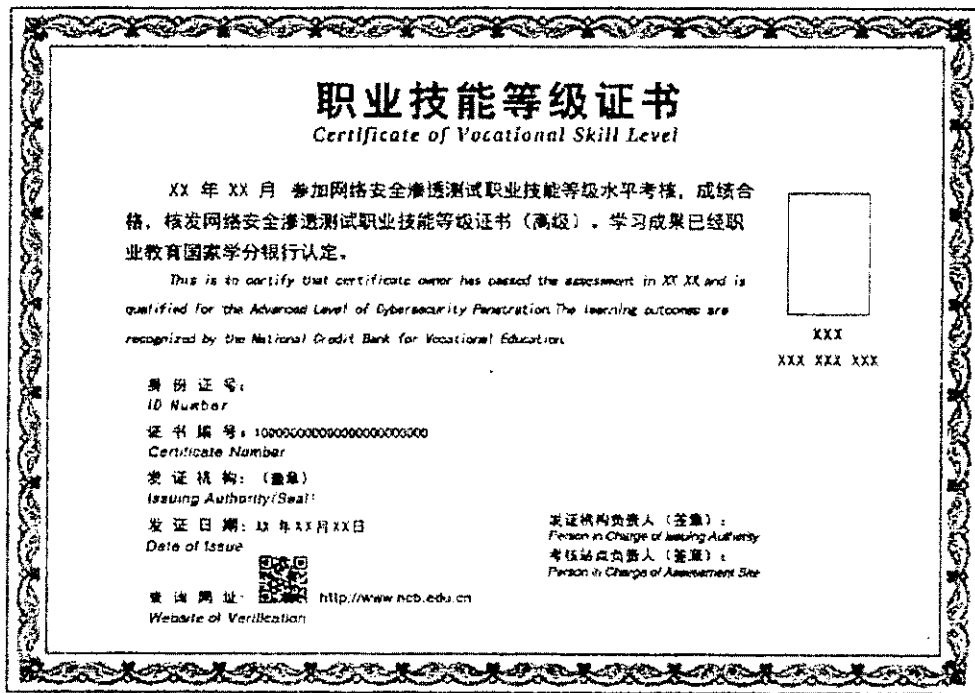 职业技能等级证书
Certificate of Vocational Skill Level
XX 年 XX 月 参加网络安全渗透测试职业技能等级水平考核，成绩合
格，核发网络安全渗透测试职业技能等级证书（高级）。学习成果已经职
业教育国家学分银行认定。
This is to certify that certificate owner has passed the assessment in XX XX and is
qualified for the Advanced Level of Cybersecurity Penetration. The learning outcomes are
recognized by the National Credit Bank for Vocational Education.
XXX
XXX XXX XXX
身 份 证 号：
ID Number
证 书 编 号：
Certificate Number
发 证 机 构：（盖章）
Issuing Authority(Seal)
发 证 日 期：XX 年XX月XX日
Date of Issue
发证机构负责人（签章）：
Person in Charge of Issuing Authority
考核站点负责人（签章）：
Person in Charge of Assessment Site
查 询 网 址： http://www.ncb.edu.cn
Website of Verification